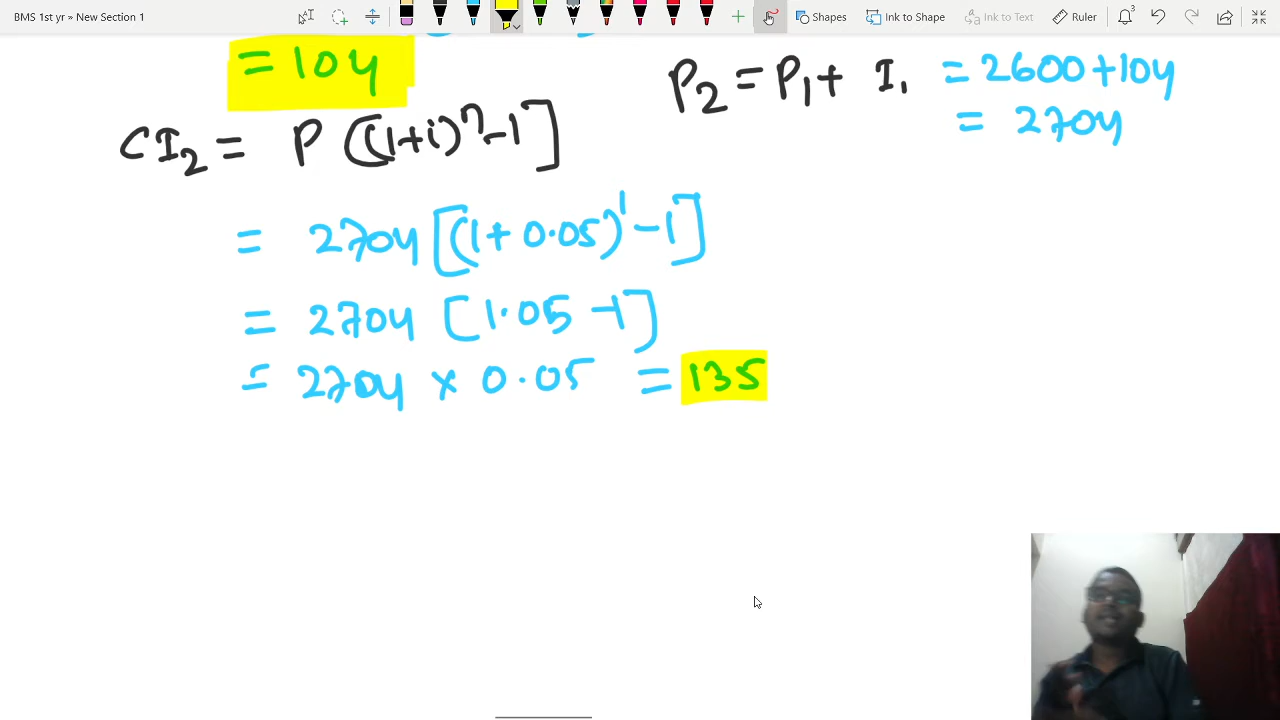 BMS 1st yr » New Section 1
Shapes Ink to Shape Ink to Text Ruler
= 104
P2 = P1 + I1 = 2600+104
= 2704
CI2 = P ((1+i)^n -1]
= 2704 [(1+ 0.05)^1 -1]
= 2704 [1.05 -1]
= 2704 x 0.05 = 135